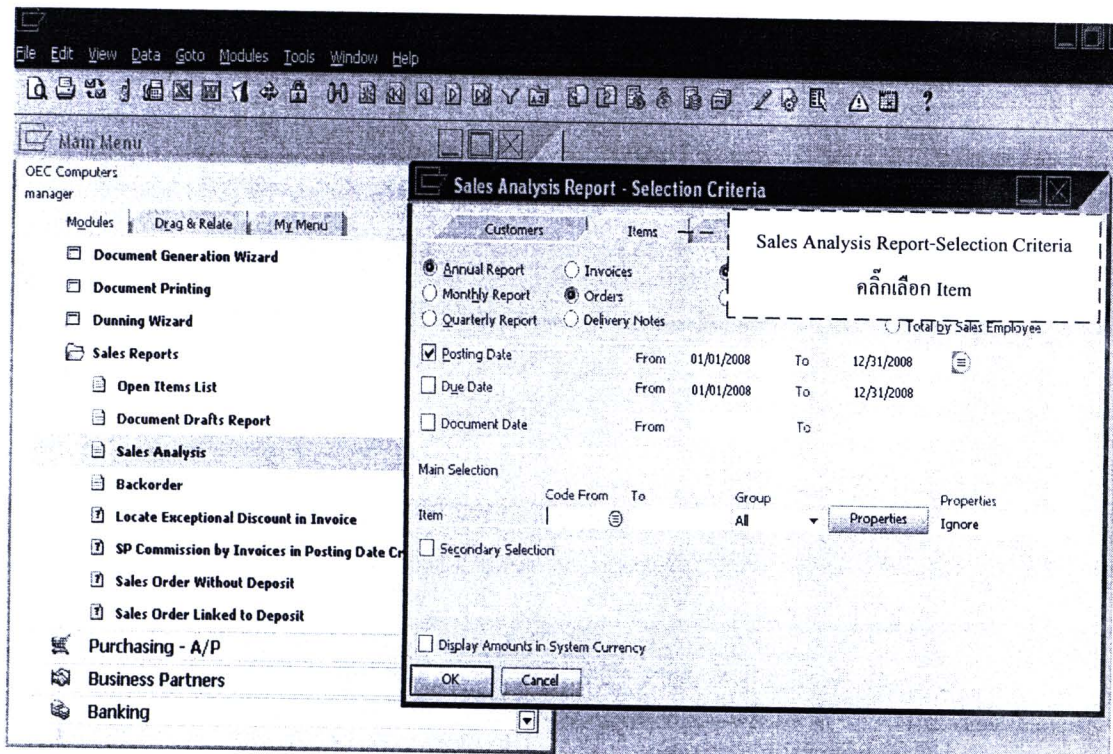 File Edit View Data Goto Modules Tools Window Help
Main Menu
OEC Computers
manager
Modules Drag & Relate My Menu
Document Generation Wizard
Document Printing
Dunning Wizard
Sales Reports
Open Items List
Document Drafts Report
Sales Analysis
Backorder
Locate Exceptional Discount in Invoice
SP Commission by Invoices in Posting Date Cr
Sales Order Without Deposit
Sales Order Linked to Deposit
Purchasing - A/P
Business Partners
Banking
Sales Analysis Report - Selection Criteria
Customers Items
Sales Analysis Report-Selection Criteria
คลิ๊กเลือก Item
Annual Report Invoices
Monthly Report Orders
Quarterly Report Delivery Notes Total by Sales Employee
Posting Date From 01/01/2008 To 12/31/2008
Due Date From 01/01/2008 To 12/31/2008
Document Date From To
Main Selection
Code From To Group Properties
Item All Properties Ignore
Secondary Selection
Display Amounts in System Currency
OK Cancel